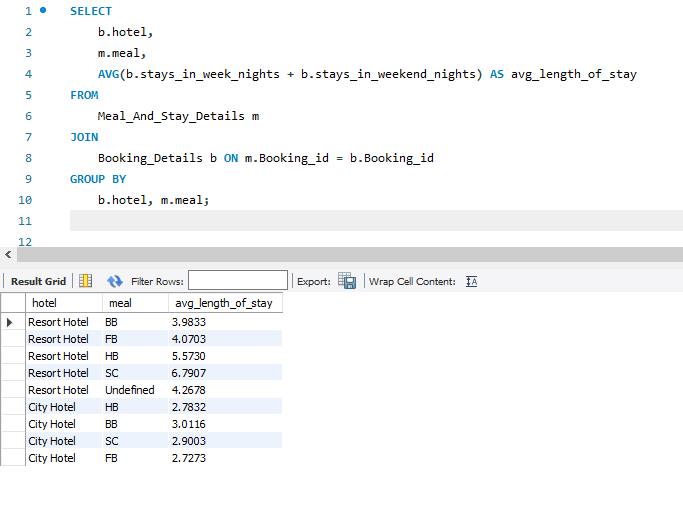 1 SELECT
2 b.hotel,
3 m.meal,
4 AVG(b.stays_in_week_nights + b.stays_in_weekend_nights) AS avg_length_of_stay
5 FROM
6 Meal_And_Stay_Details m
7 JOIN
8 Booking_Details b ON m.Booking_id = b.Booking_id
9 GROUP BY
10 b.hotel, m.meal;
11
12
Result Grid Filter Rows: Export: Wrap Cell Content: IA
hotel meal avg_length_of_stay
Resort Hotel BB 3.9833
Resort Hotel FB 4.0703
Resort Hotel HB 5.5730
Resort Hotel SC 6.7907
Resort Hotel Undefined 4.2678
City Hotel HB 2.7832
City Hotel BB 3.0116
City Hotel SC 2.9003
City Hotel FB 2.7273